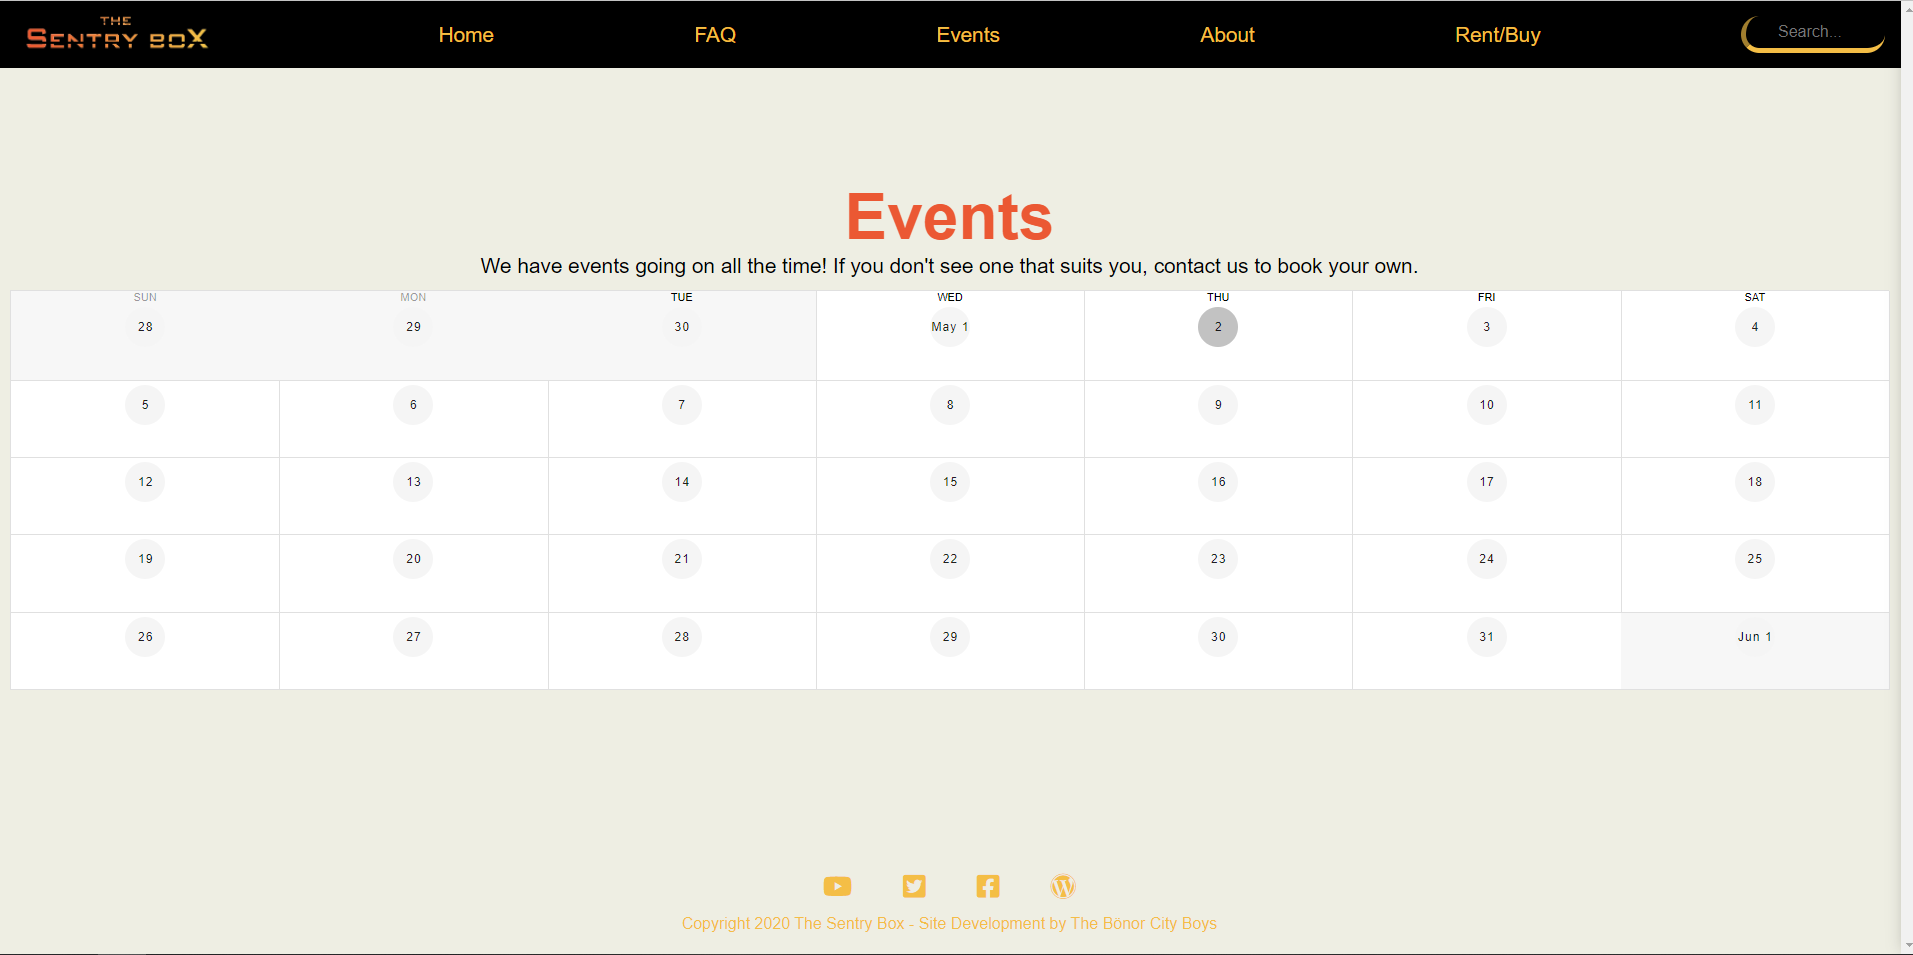 THE
SENTRY BOX
Home FAQ Events About Rent/Buy Search...
Events
We have events going on all the time! If you don't see one that suits you, contact us to book your own.
SUN MON TUE WED THU FRI SAT
28 29 30 May 1 2 3 4
5 6 7 8 9 10 11
12 13 14 15 16 17 18
19 20 21 22 23 24 25
26 27 28 29 30 31 Jun 1
Copyright 2020 The Sentry Box - Site Development by The Bönor City Boys